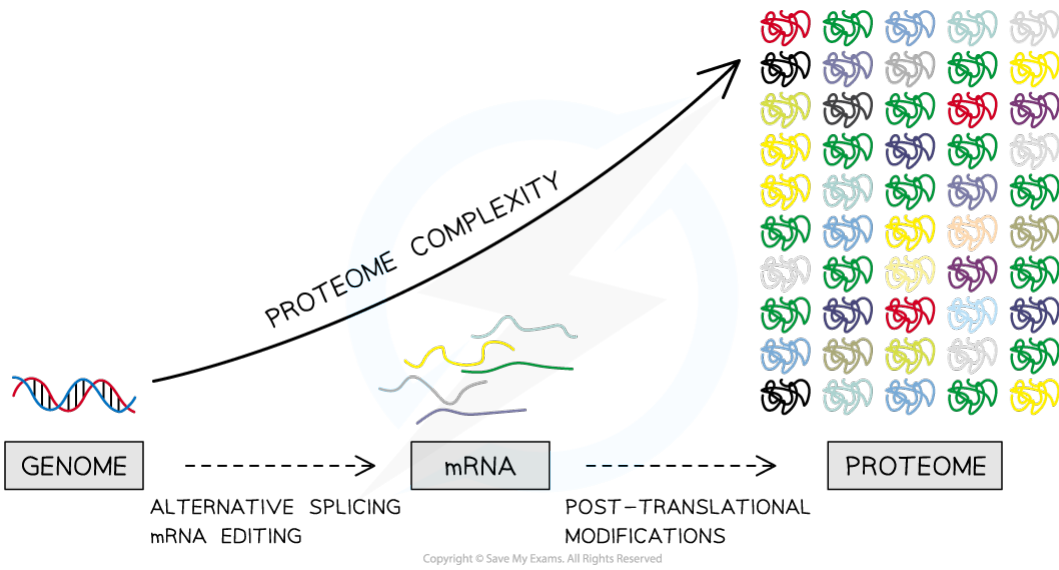 PROTEOME COMPLEXITY
GENOME
mRNA
PROTEOME
ALTERNATIVE SPLICING
mRNA EDITING
POST-TRANSLATIONAL
MODIFICATIONS
Copyright © Save My Exams. All Rights Reserved